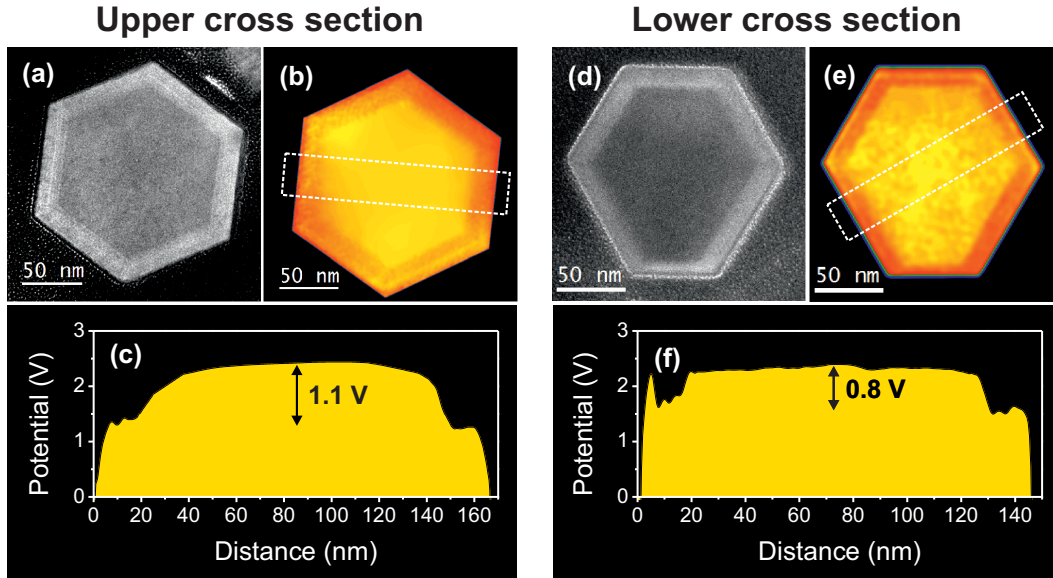 Upper cross section
Lower cross section
(a)
50 nm
(b)
50 nm
(d)
50 nm
(e)
50 nm
(c)
Potential (V)
3
2
1
0
1.1 V
0 20 40 60 80 100 120 140 160
Distance (nm)
(f)
Potential (V)
3
2
1
0
0.8 V
0 20 40 60 80 100 120 140
Distance (nm)